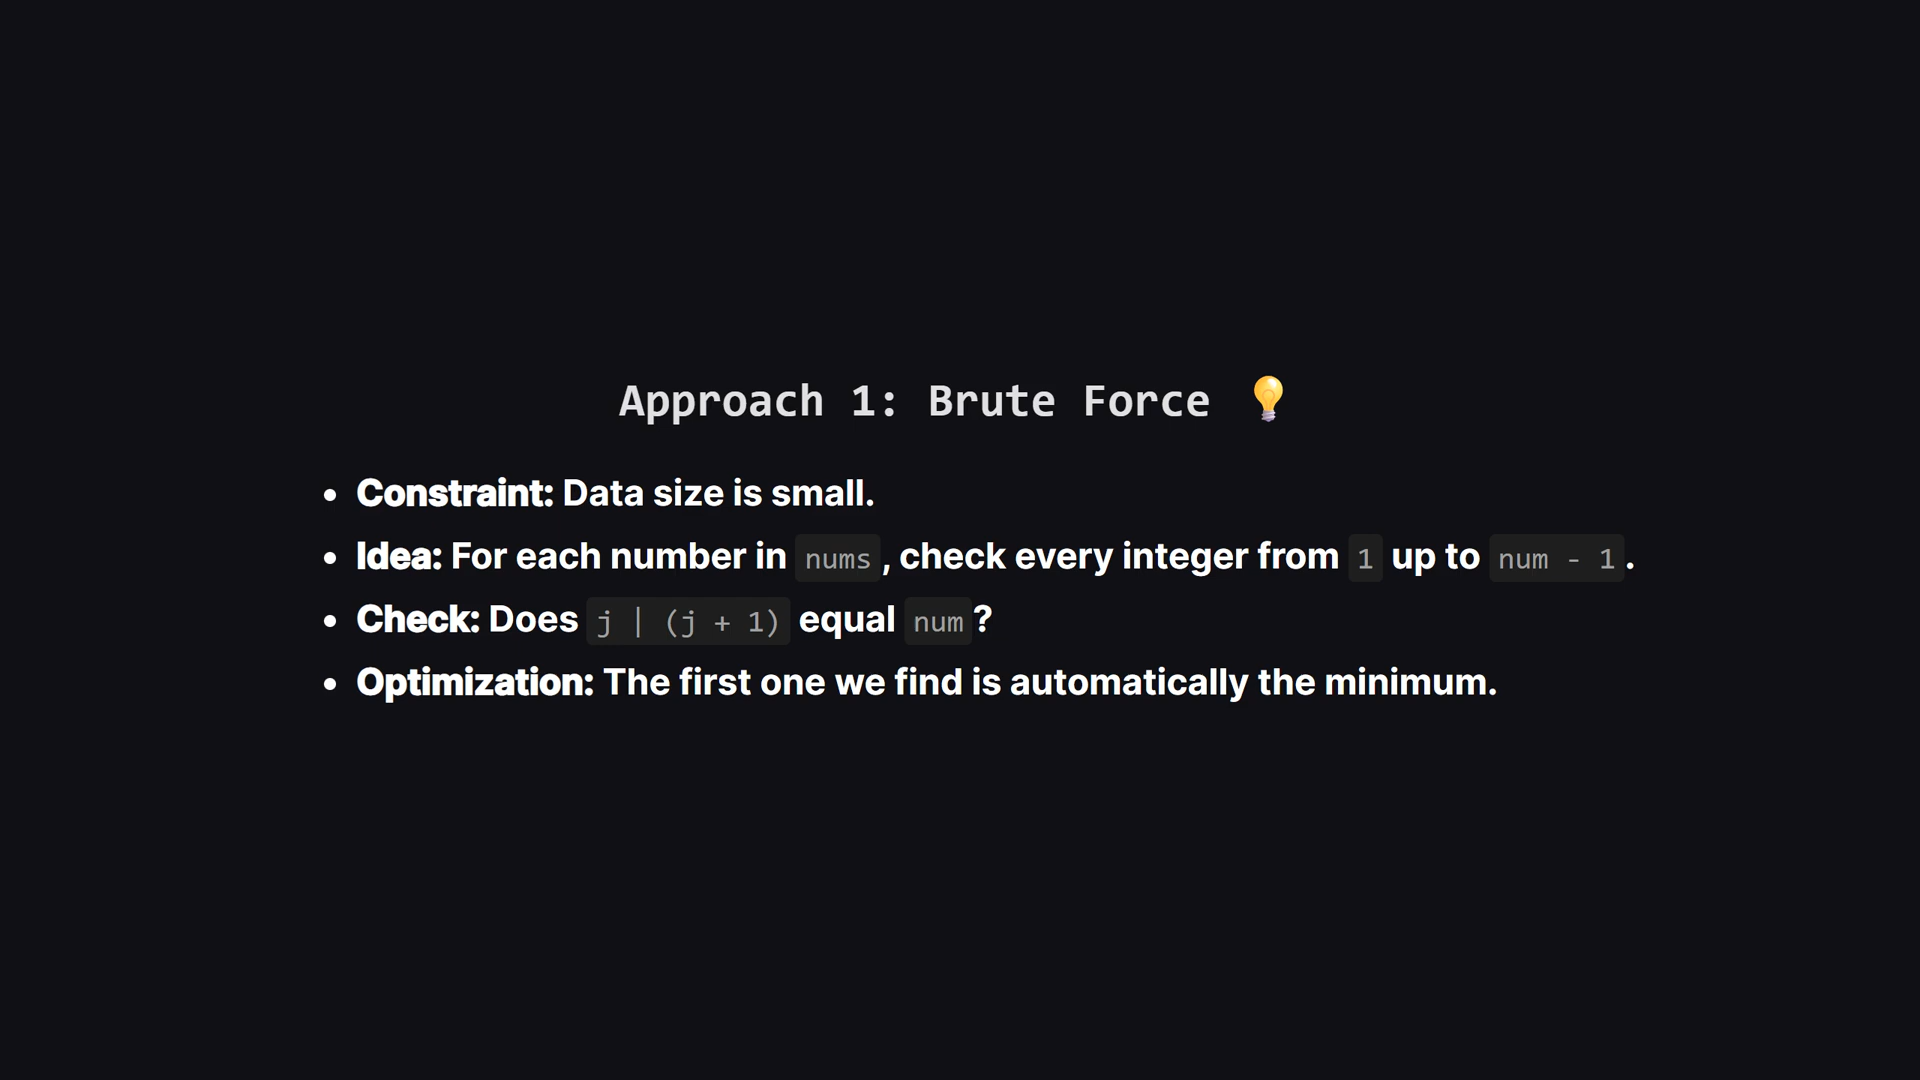 Approach 1: Brute Force 💡
• Constraint: Data size is small.
• Idea: For each number in nums, check every integer from 1 up to num - 1.
• Check: Does j | (j + 1) equal num?
• Optimization: The first one we find is automatically the minimum.